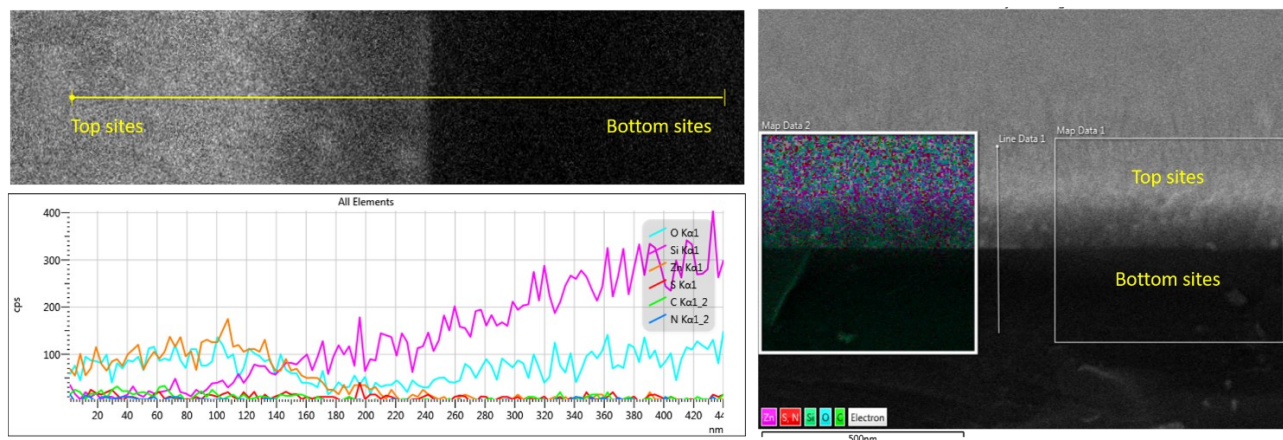 Top sites
Bottom sites
All Elements
400
300
200
100
cps
O Kα1
Si Kα1
Zn Kα1
S Kα1
C Kα1_2
N Kα1_2
20 40 60 80 100 120 140 160 180 200 220 240 260 280 300 320 340 360 380 400 420 44
nm
Map Data 2
Line Data 1
Map Data 1
Top sites
Bottom sites
Zn S, N Si O C Electron
500nm